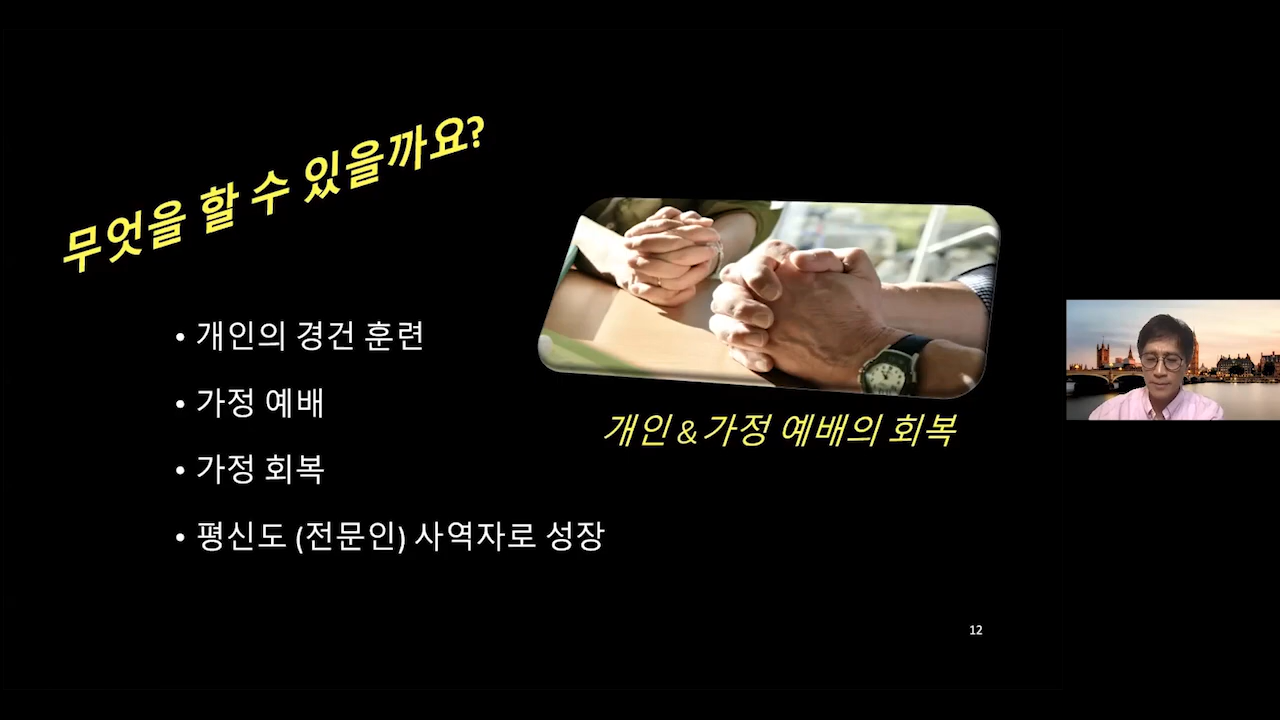 무엇을 할 수 있을까요?
• 개인의 경건 훈련
• 가정 예배
• 가정 회복
• 평신도 (전문인) 사역자로 성장
개인 & 가정 예배의 회복
12